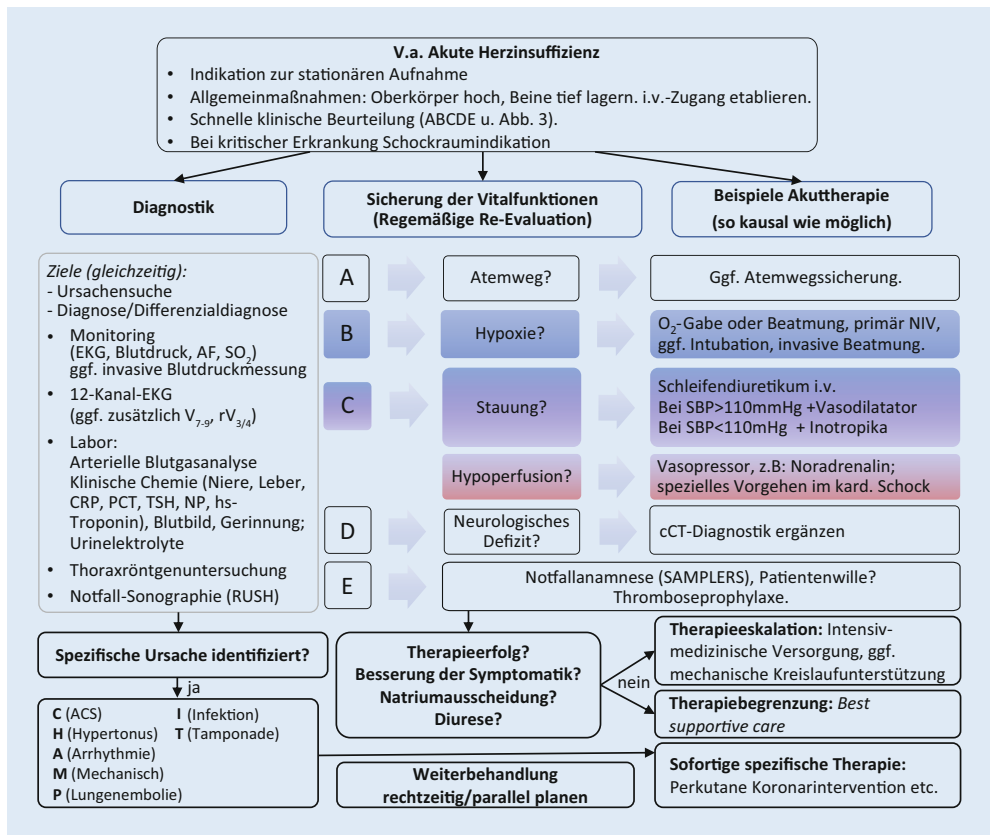 V.a. Akute Herzinsuffizienz
• Indikation zur stationären Aufnahme
• Allgemeinmaßnahmen: Oberkörper hoch, Beine tief lagern. i.v.-Zugang etablieren.
• Schnelle klinische Beurteilung (ABCDE u. Abb. 3).
• Bei kritischer Erkrankung Schockraumindikation
Diagnostik
Sicherung der Vitalfunktionen
(Regemäßige Re-Evaluation)
Beispiele Akuttherapie
(so kausal wie möglich)
Ziele (gleichzeitig):
- Ursachensuche
- Diagnose/Differenzialdiagnose
• Monitoring
(EKG, Blutdruck, AF, SO2)
ggf. invasive Blutdruckmessung
• 12-Kanal-EKG
(ggf. zusätzlich V7-9, rV3/4)
• Labor:
Arterielle Blutgasanalyse
Klinische Chemie (Niere, Leber,
CRP, PCT, TSH, NP, hs-
Troponin), Blutbild, Gerinnung;
Urinelektrolyte
• Thoraxröntgenuntersuchung
• Notfall-Sonographie (RUSH)
A
Atemweg?
Ggf. Atemwegssicherung.
B
Hypoxie?
O2-Gabe oder Beatmung, primär NIV,
ggf. Intubation, invasive Beatmung.
C
Stauung?
Schleifendiuretikum i.v.
Bei SBP>110mmHg +Vasodilatator
Bei SBP<110mHg + Inotropika
Hypoperfusion?
Vasopressor, z.B: Noradrenalin;
spezielles Vorgehen im kard. Schock
D
Neurologisches
Defizit?
cCT-Diagnostik ergänzen
E
Notfallanamnese (SAMPLERS), Patientenwille?
Thromboseprophylaxe.
Spezifische Ursache identifiziert?
ja
C (ACS)
H (Hypertonus)
A (Arrhythmie)
M (Mechanisch)
P (Lungenembolie)
I (Infektion)
T (Tamponade)
Therapieerfolg?
Besserung der Symptomatik?
Natriumausscheidung?
Diurese?
nein
Therapieeskalation: Intensiv-
medizinische Versorgung, ggf.
mechanische Kreislaufunterstützung
Therapiebegrenzung: Best
supportive care
Weiterbehandlung
rechtzeitig/parallel planen
Sofortige spezifische Therapie:
Perkutane Koronarintervention etc.